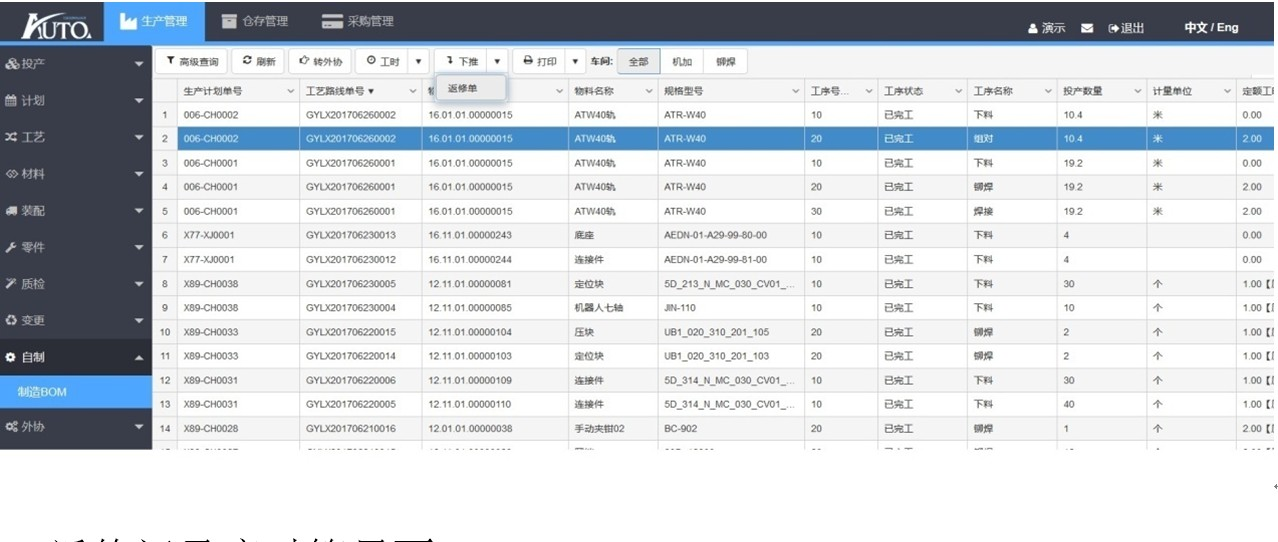 AUTO.
生产管理 仓存管理 采购管理
演示 退出 中文 / Eng
投产
计划
工艺
材料
装配
零件
质检
变更
自制
制造BOM
外协
高级查询 刷新 转外协 工时 下推 打印 车间: 全部 机加 铆焊
返修单
生产计划单号 工艺路线单号 物料名称 规格型号 工序号... 工序状态 工序名称 投产数量 计量单位 定额工
1 006-CH0002 GYLX201706260002 16.01.01.00000015 ATW40轨 ATR-W40 10 已完工 下料 10.4 米 0.00
2 006-CH0002 GYLX201706260002 16.01.01.00000015 ATW40轨 ATR-W40 20 已完工 组对 10.4 米 2.00
3 006-CH0001 GYLX201706260001 16.01.01.00000015 ATW40轨 ATR-W40 10 已完工 下料 19.2 米 0.00
4 006-CH0001 GYLX201706260001 16.01.01.00000015 ATW40轨 ATR-W40 20 已完工 铆焊 19.2 米 2.00
5 006-CH0001 GYLX201706260001 16.01.01.00000015 ATW40轨 ATR-W40 30 已完工 焊接 19.2 米 2.00
6 X77-XJ0001 GYLX201706230013 16.11.01.00000243 底座 AEDN-01-A29-99-80-00 10 已完工 下料 4 0.00
7 X77-XJ0001 GYLX201706230012 16.11.01.00000244 连接件 AEDN-01-A29-99-81-00 10 已完工 下料 4 0.00
8 X89-CH0038 GYLX201706230005 12.11.01.00000081 定位块 5D_213_N_MC_030_CV01_... 10 已完工 下料 30 个 1.00【
9 X89-CH0038 GYLX201706230004 12.11.01.00000085 机器人七轴 JIN-110 10 已完工 下料 10 个 1.00【
10 X89-CH0033 GYLX201706220015 12.11.01.00000104 压块 UB1_020_310_201_105 20 已完工 铆焊 2 个 1.00【
11 X89-CH0033 GYLX201706220014 12.11.01.00000103 定位块 UB1_020_310_201_103 20 已完工 铆焊 2 个 1.00【
12 X89-CH0031 GYLX201706220006 12.11.01.00000109 连接件 5D_314_N_MC_030_CV01_... 10 已完工 下料 30 个 1.00【
13 X89-CH0031 GYLX201706220005 12.11.01.00000110 连接件 5D_314_N_MC_030_CV01_... 10 已完工 下料 40 个 1.00【
14 X89-CH0028 GYLX201706210016 12.01.01.00000038 手动夹钳02 BC-902 20 已完工 铆焊 1 个 2.00【